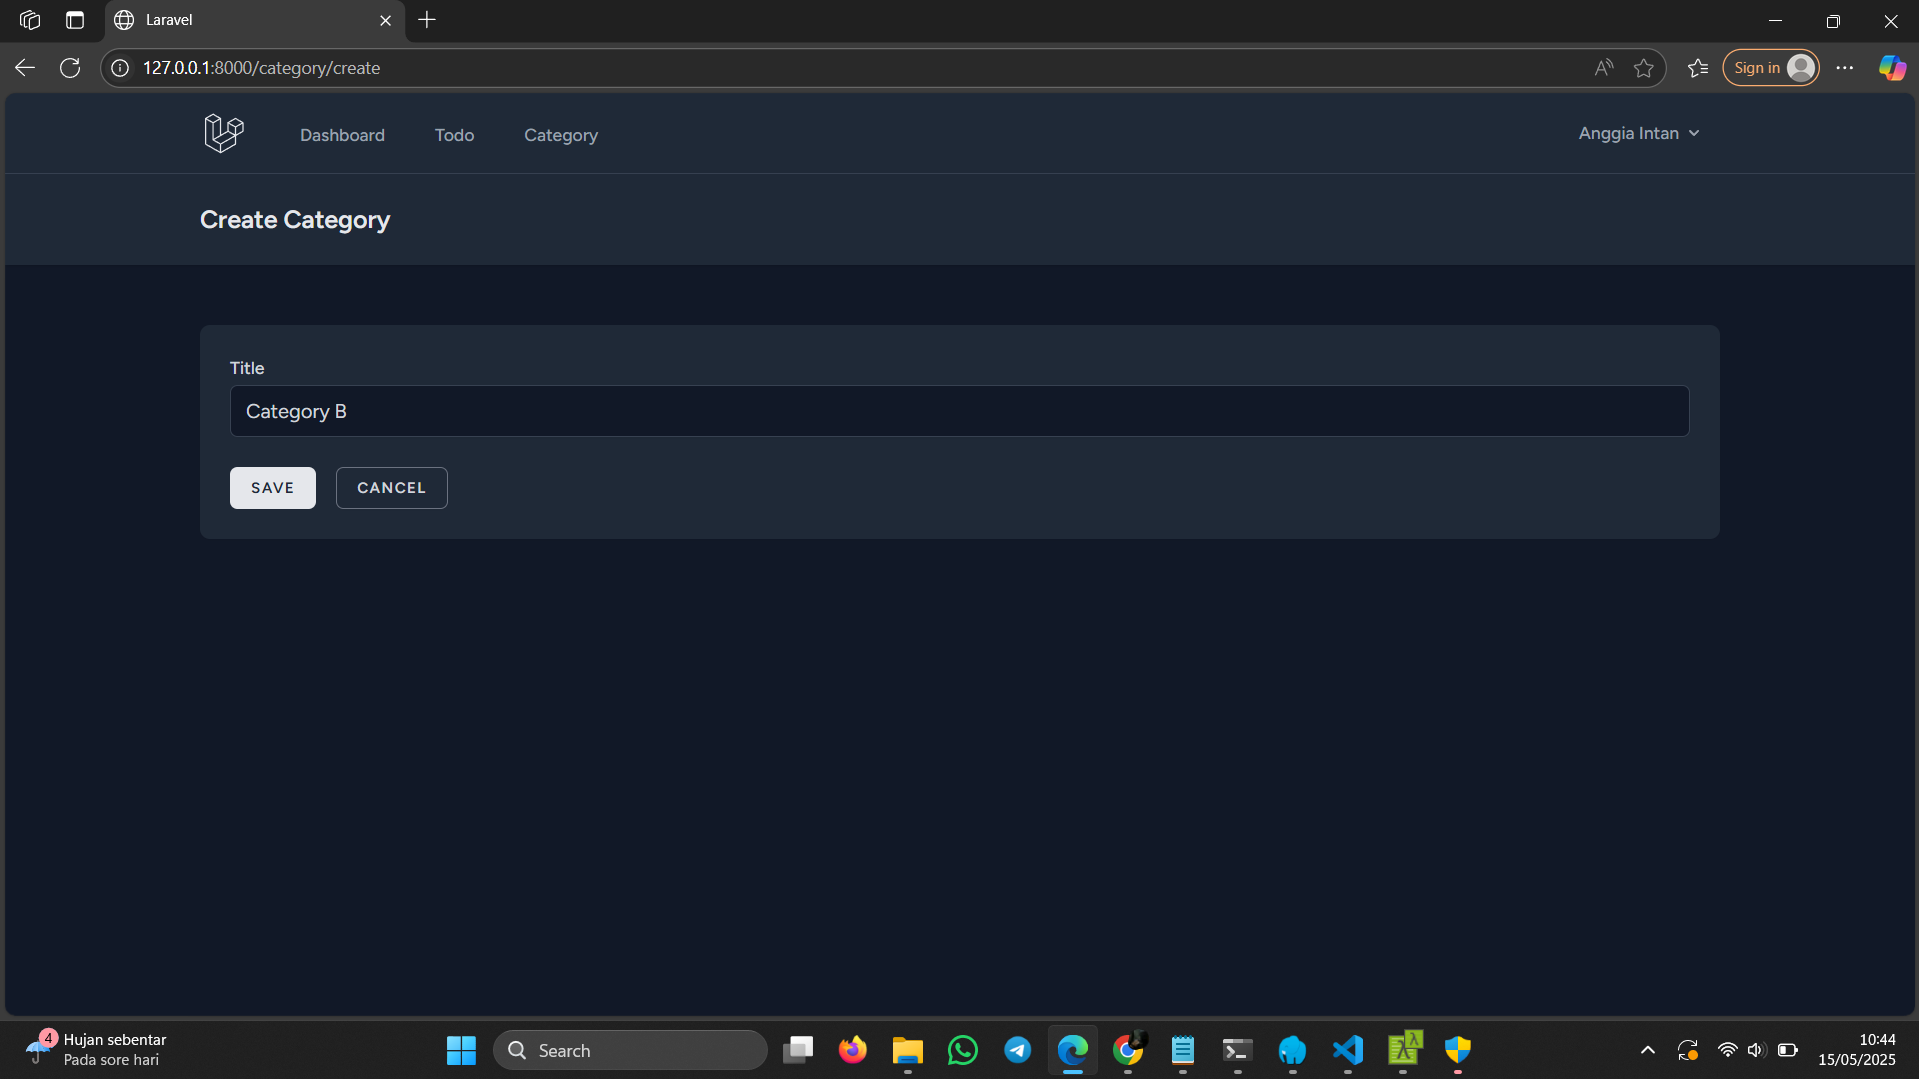 Laravel
127.0.0.1:8000/category/create
Sign in
Dashboard
Todo
Category
Anggia Intan
Create Category
Title
Category B
SAVE
CANCEL
4
Hujan sebentar
Pada sore hari
Search
10:44
15/05/2025